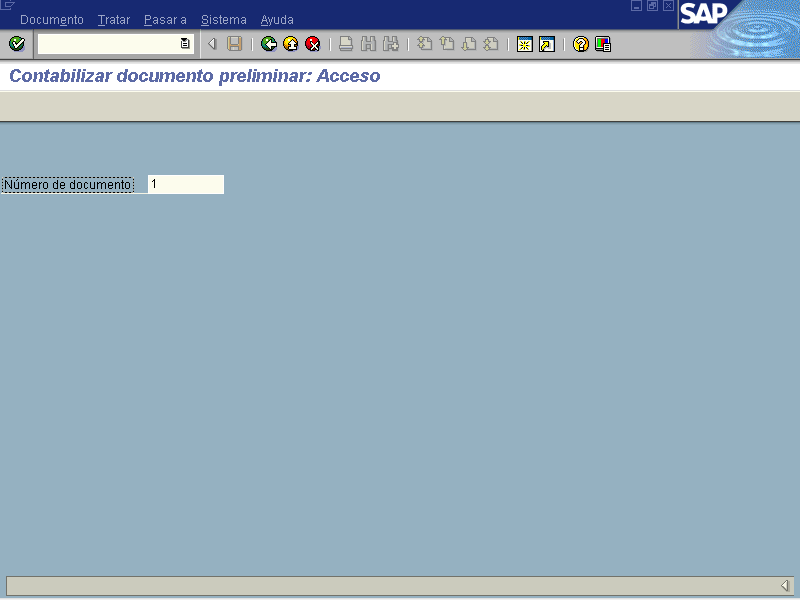 Documento Tratar Pasar a Sistema Ayuda
SAP
Contabilizar documento preliminar: Acceso
Número de documento 1